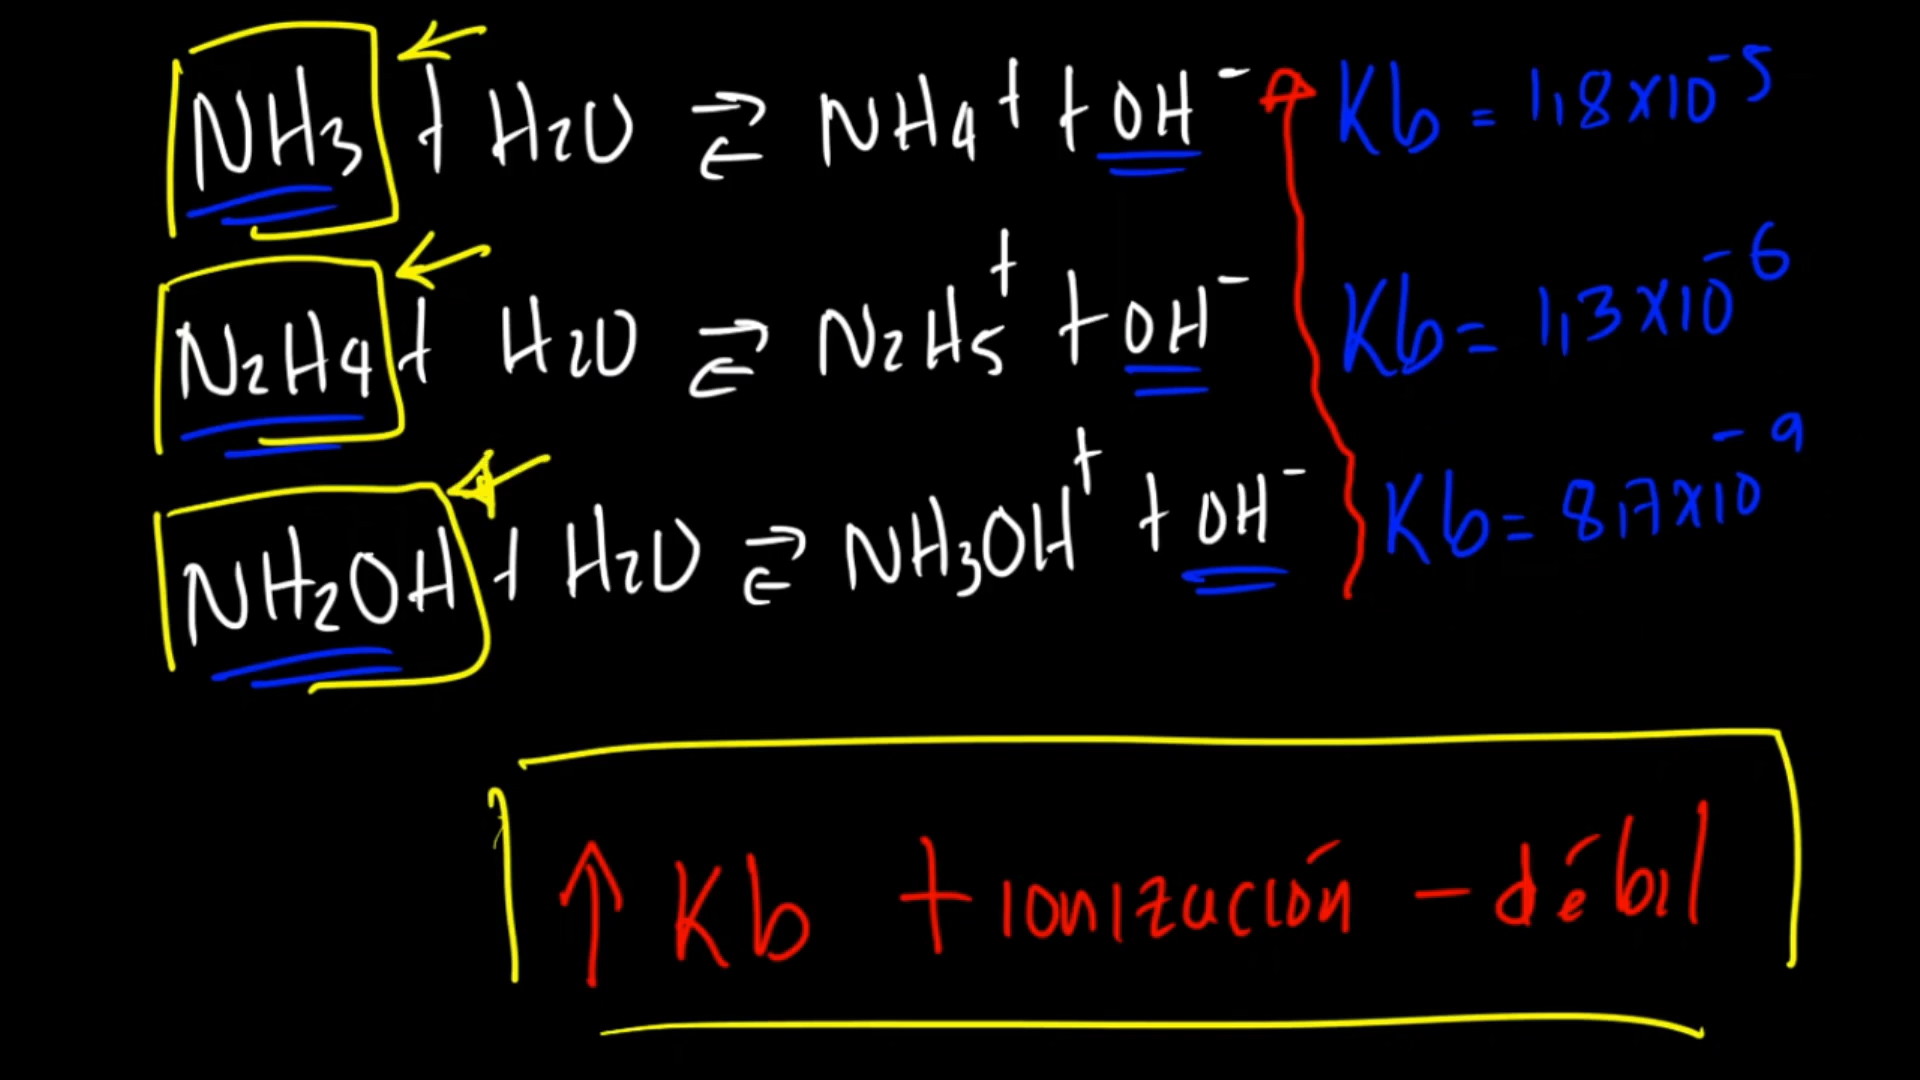 NH3 + H2O ⇄ NH4+ + OH- Kb = 1,8x10-5
N2H4 + H2O ⇄ N2H5+ + OH- Kb = 1,3x10-6
NH2OH + H2O ⇄ NH3OH+ + OH- Kb = 8,7x10-9
↑ Kb + ionización - débil